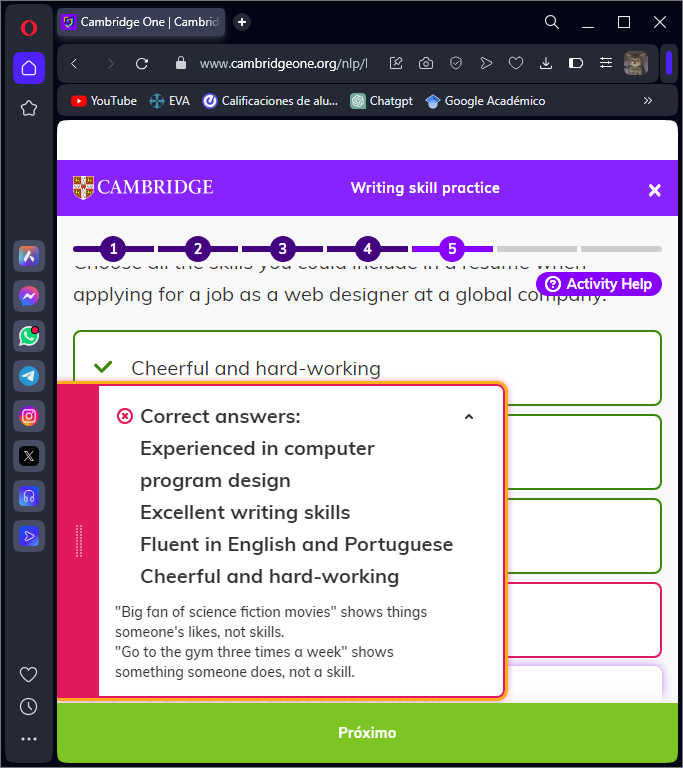 Cambridge One | Cambrid
www.cambridgeone.org/nlp/l
YouTube
EVA
Calificaciones de alu...
Chatgpt
Google Académico
CAMBRIDGE
Writing skill practice
1
2
3
4
5
Choose all the skills you could include in a resume when
applying for a job as a web designer at a global company.
Activity Help
Cheerful and hard-working
Correct answers:
Experienced in computer
program design
Excellent writing skills
Fluent in English and Portuguese
Cheerful and hard-working
"Big fan of science fiction movies" shows things
someone's likes, not skills.
"Go to the gym three times a week" shows
something someone does, not a skill.
Próximo